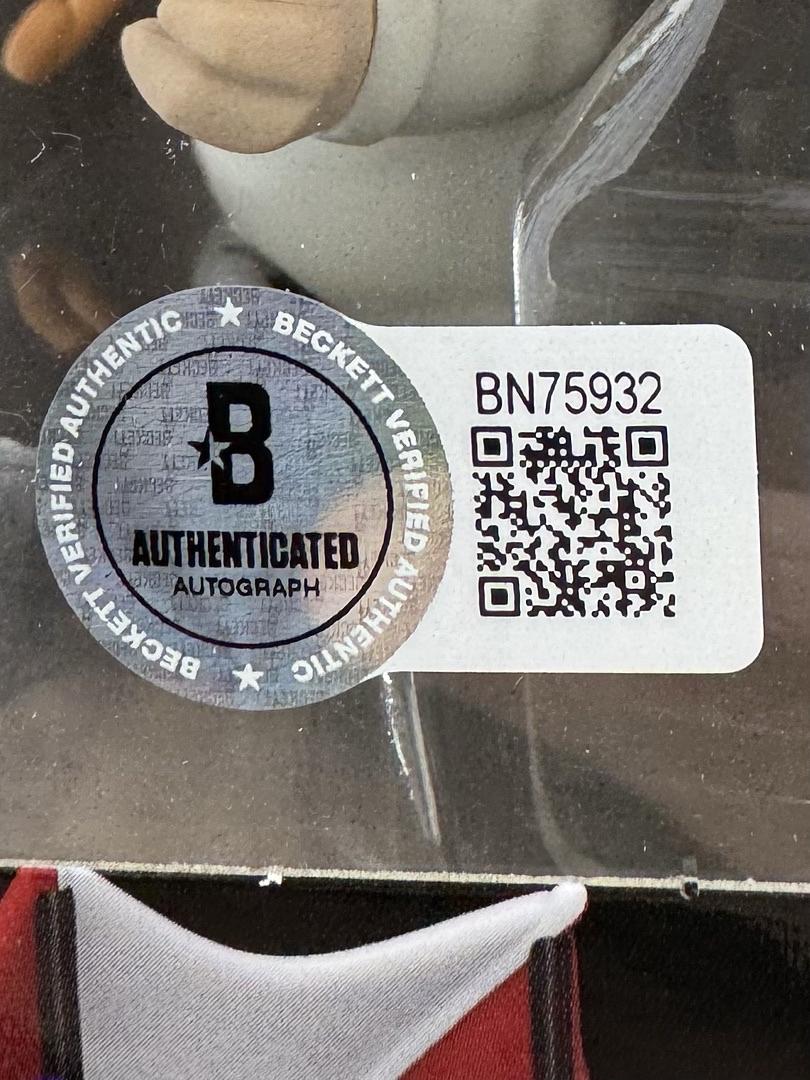 BECKETT VERIFIED AUTHENTIC ★ BECKETT VERIFIED AUTHENTIC ★
B
AUTHENTICATED
AUTOGRAPH
BN75932